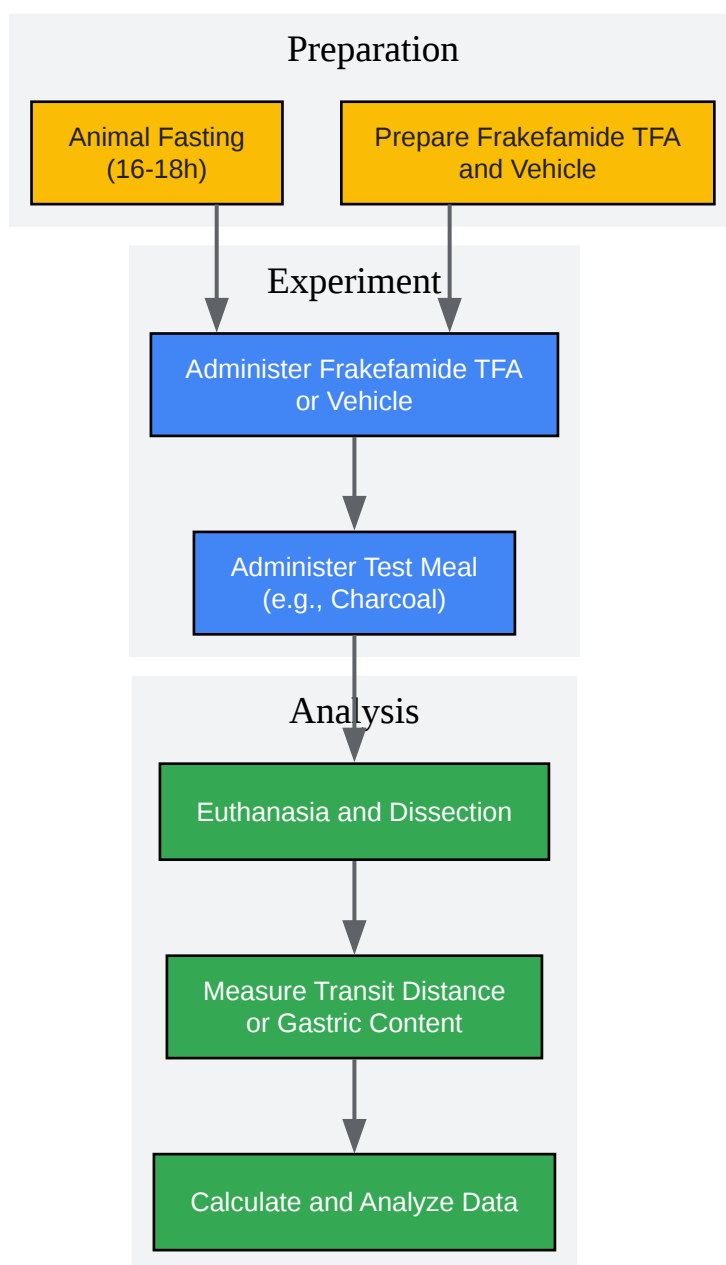 Preparation
Animal Fasting
(16-18h)
Prepare Frakefamide TFA
and Vehicle
Experiment
Administer Frakefamide TFA
or Vehicle
Administer Test Meal
(e.g., Charcoal)
Analysis
Euthanasia and Dissection
Measure Transit Distance
or Gastric Content
Calculate and Analyze Data